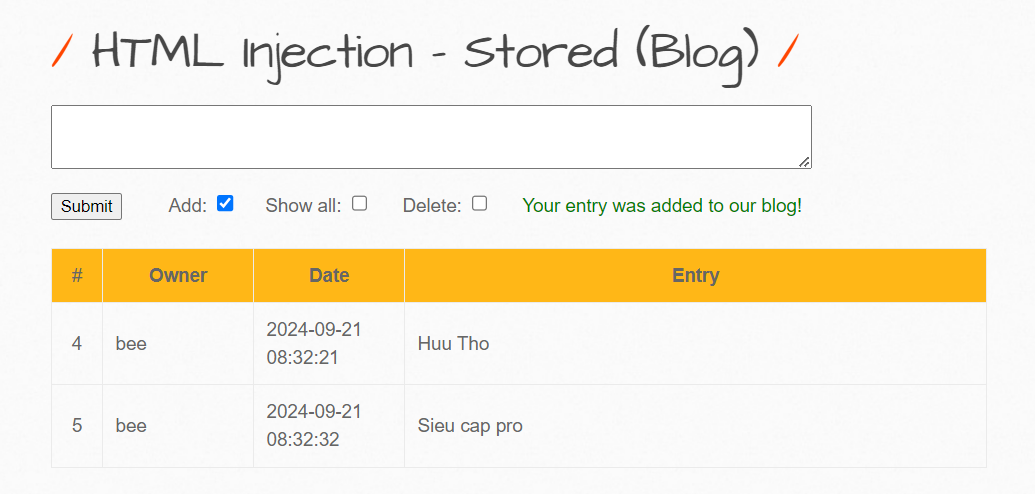 / HTML Injection - Stored (Blog) /
Submit Add: Show all: Delete: Your entry was added to our blog!
# Owner Date Entry
4 bee 2024-09-21 08:32:21 Huu Tho
5 bee 2024-09-21 08:32:32 Sieu cap pro